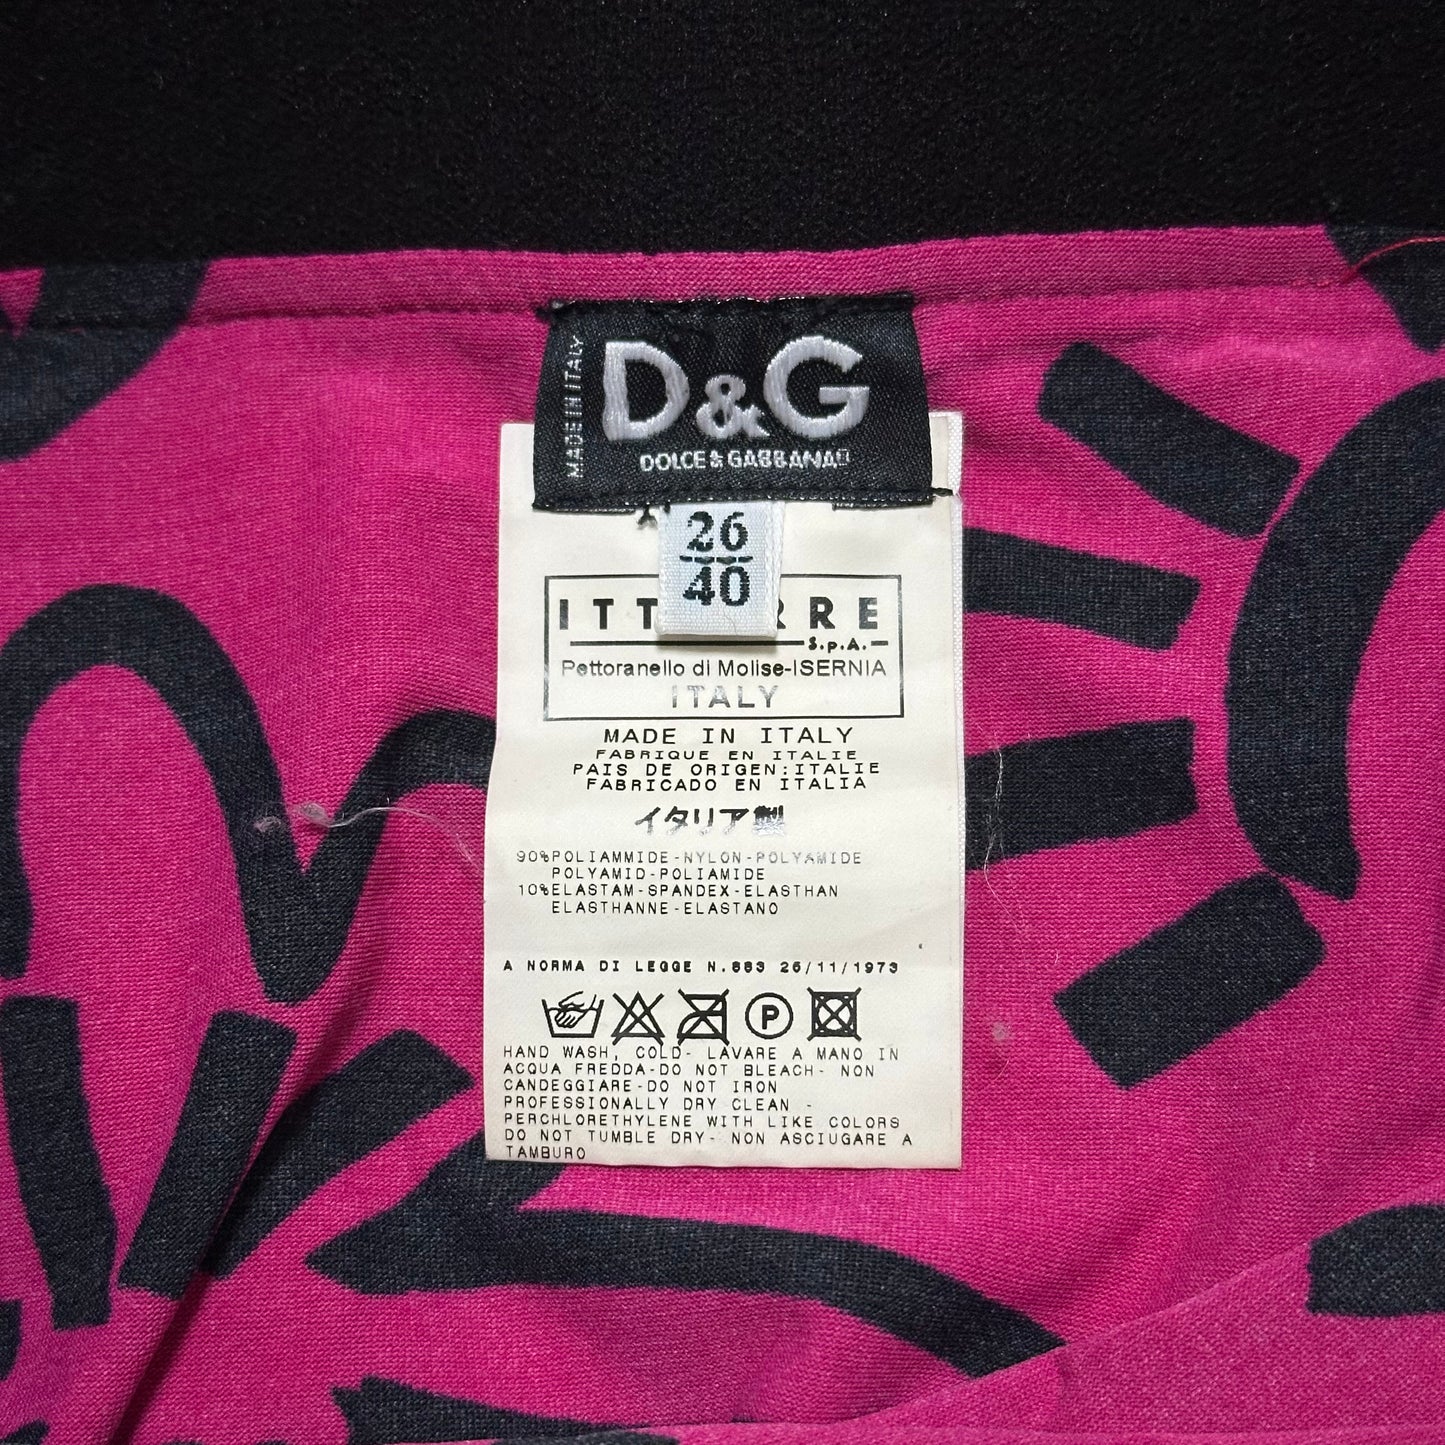 MADE IN ITALY
D&G
DOLCE & GABBANA
26
40
ITT RRE
S.p.A.
Pettoranello di Molise-ISERNIA
ITALY
MADE IN ITALY
FABRIQUE EN ITALIE
PAIS DE ORIGEN:ITALIE
FABRICADO EN ITALIA
イタリア製
90%POLIAMMIDE-NYLON-POLYAMIDE
POLYAMID-POLIAMIDE
10%ELASTAM-SPANDEX-ELASTHAN
ELASTHANNE-ELASTANO
A NORMA DI LEGGE N.883 26/11/1973
P
HAND WASH, COLD- LAVARE A MANO IN
ACQUA FREDDA-DO NOT BLEACH- NON
CANDEGGIARE-DO NOT IRON
PROFESSIONALLY DRY CLEAN -
PERCHLORETHYLENE WITH LIKE COLORS
DO NOT TUMBLE DRY- NON ASCIUGARE A
TAMBURO